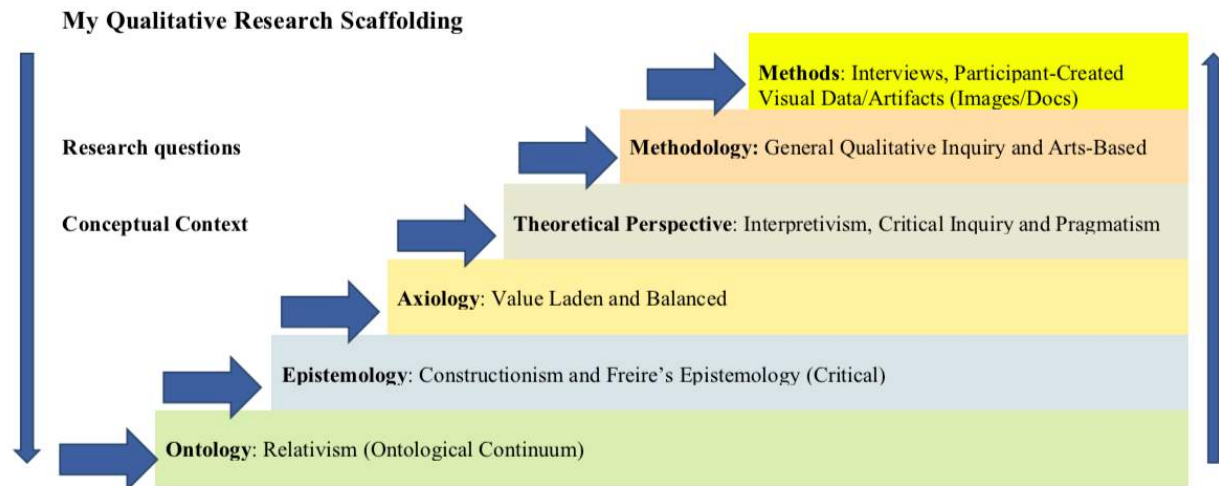 My Qualitative Research Scaffolding
Methods: Interviews, Participant-Created
Visual Data/Artifacts (Images/Docs)
Research questions
Methodology: General Qualitative Inquiry and Arts-Based
Conceptual Context
Theoretical Perspective: Interpretivism, Critical Inquiry and Pragmatism
Axiology: Value Laden and Balanced
Epistemology: Constructionism and Freire's Epistemology (Critical)
Ontology: Relativism (Ontological Continuum)